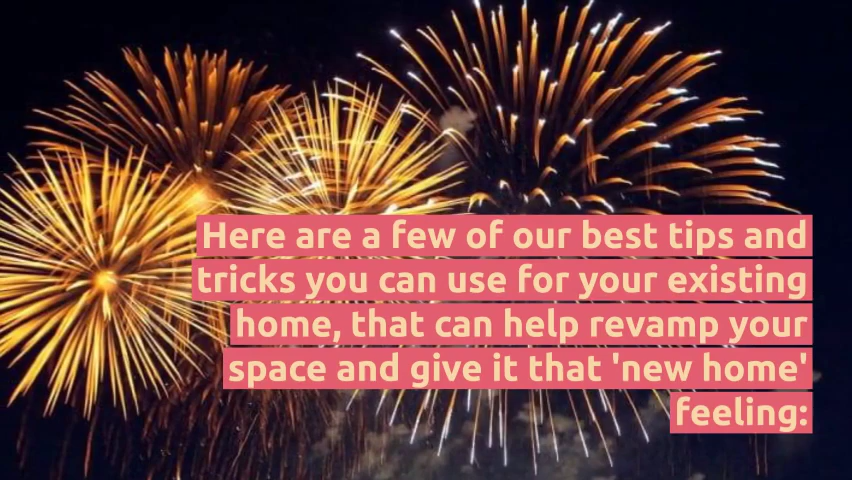 Here are a few of our best tips and
tricks you can use for your existing
home, that can help revamp your
space and give it that 'new home'
feeling: